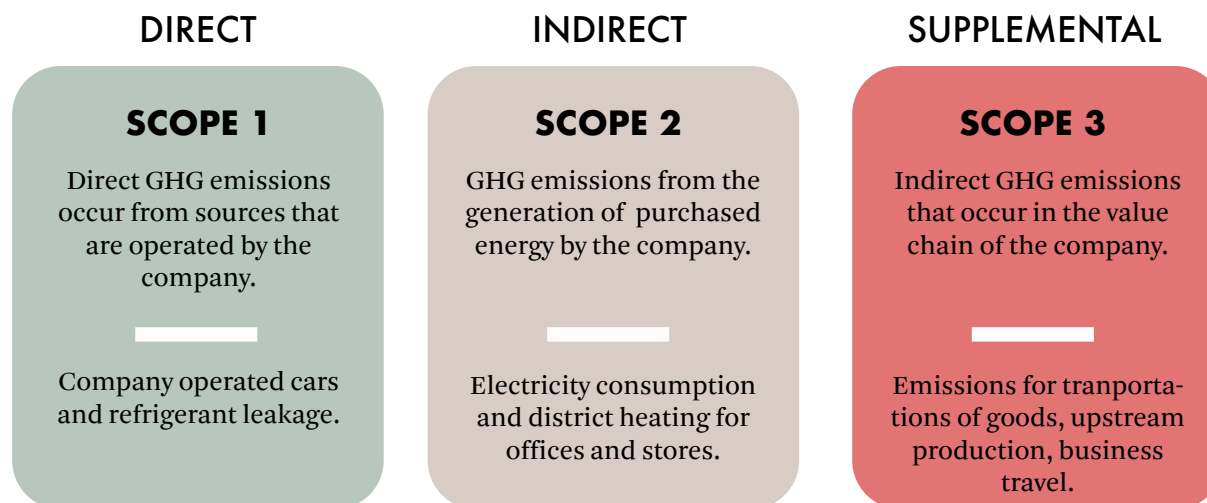 DIRECT
SCOPE 1
Direct GHG emissions
occur from sources that
are operated by the
company.
Company operated cars
and refrigerant leakage.
INDIRECT
SCOPE 2
GHG emissions from the
generation of purchased
energy by the company.
Electricity consumption
and district heating for
offices and stores.
SUPPLEMENTAL
SCOPE 3
Indirect GHG emissions
that occur in the value
chain of the company.
Emissions for tranporta-
tions of goods, upstream
production, business
travel.